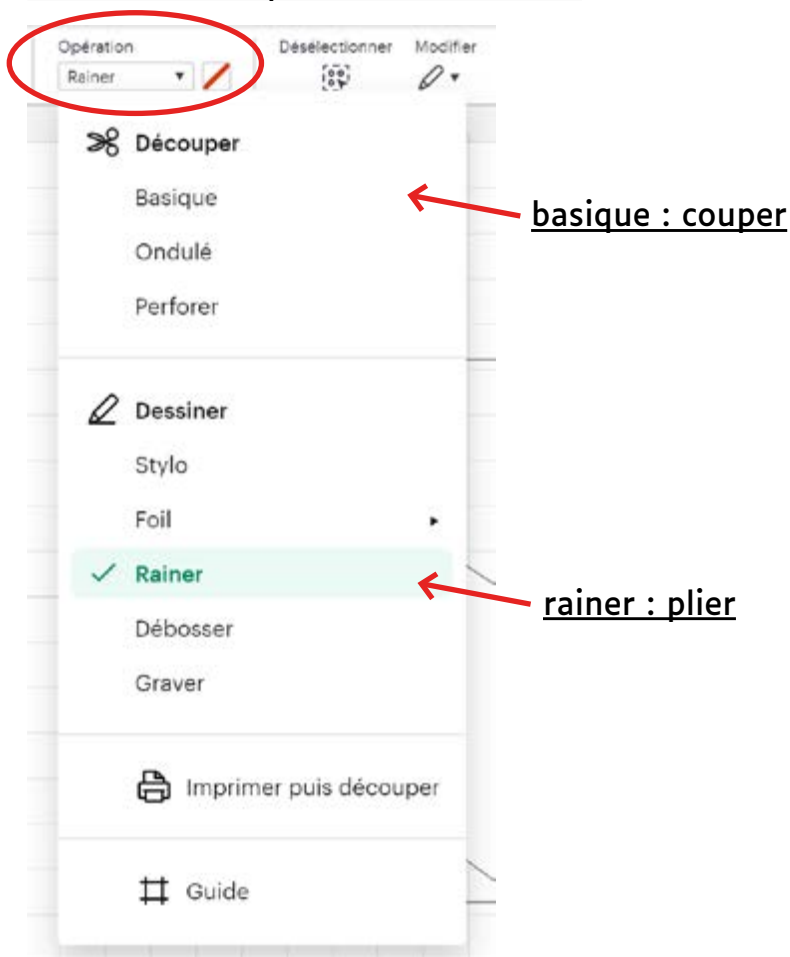 Opération Désélectionner Modifier
Rainer
Découper
Basique
basique : couper
Ondulé
Perforer
Dessiner
Stylo
Foil
Rainer
rainer : plier
Débosser
Graver
Imprimer puis découper
Guide